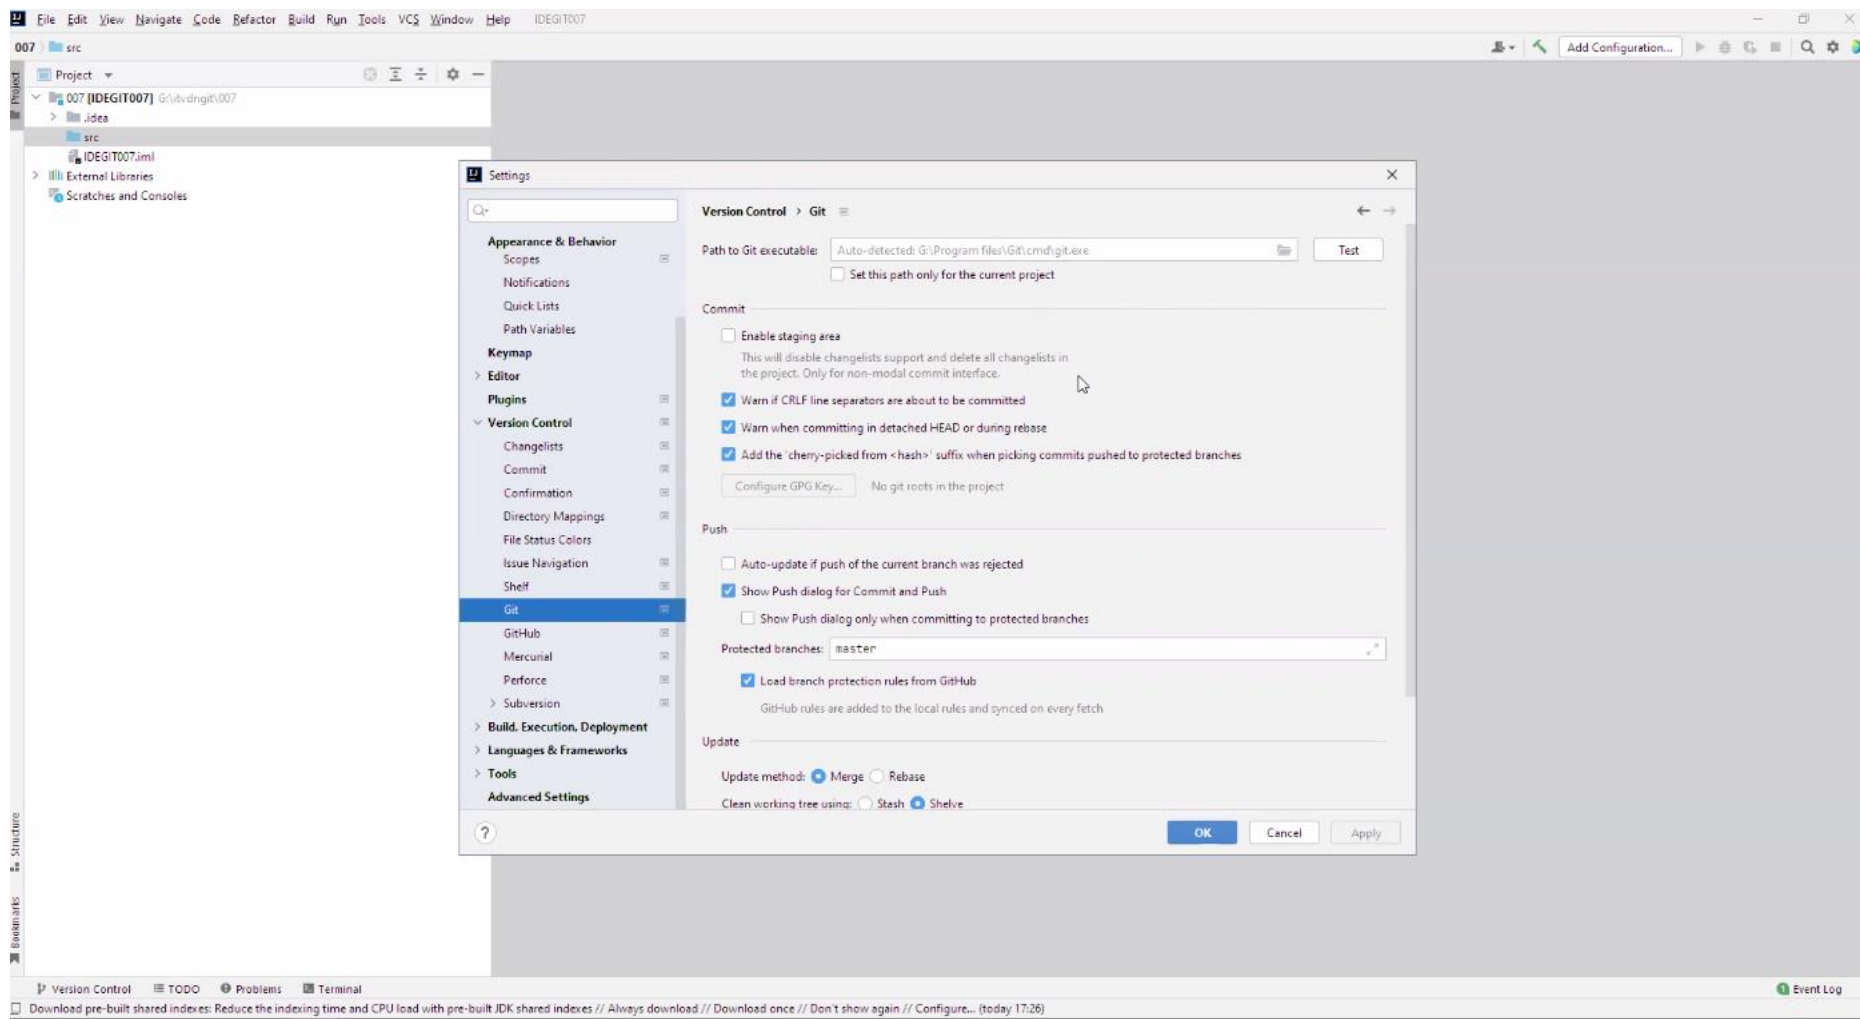 File Edit View Navigate Code Refactor Build Run Tools VCS Window Help IDEGIT007
007 src
Add Configuration...
Project
Project
007 [IDEGIT007] G:\itvdngit\007
.idea
src
IDEGIT007.iml
External Libraries
Scratches and Consoles
Settings
Appearance & Behavior
Scopes
Notifications
Quick Lists
Path Variables
Keymap
Editor
Plugins
Version Control
Changelists
Commit
Confirmation
Directory Mappings
File Status Colors
Issue Navigation
Shelf
Git
GitHub
Mercurial
Perforce
Subversion
Build, Execution, Deployment
Languages & Frameworks
Tools
Advanced Settings
Version Control > Git
Path to Git executable: Auto-detected: G:\Program files\Git\cmd\git.exe Test
Set this path only for the current project
Commit
Enable staging area
This will disable changelists support and delete all changelists in
the project. Only for non-modal commit interface.
Warn if CRLF line separators are about to be committed
Warn when committing in detached HEAD or during rebase
Add the 'cherry-picked from <hash>' suffix when picking commits pushed to protected branches
Configure GPG Key... No git roots in the project
Push
Auto-update if push of the current branch was rejected
Show Push dialog for Commit and Push
Show Push dialog only when committing to protected branches
Protected branches: master
Load branch protection rules from GitHub
GitHub rules are added to the local rules and synced on every fetch
Update
Update method: Merge Rebase
Clean working tree using: Stash Shelve
? OK Cancel Apply
Structure
Bookmarks
Version Control TODO Problems Terminal
1 Event Log
Download pre-built shared indexes: Reduce the indexing time and CPU load with pre-built JDK shared indexes // Always download // Download once // Don't show again // Configure... (today 17:26)